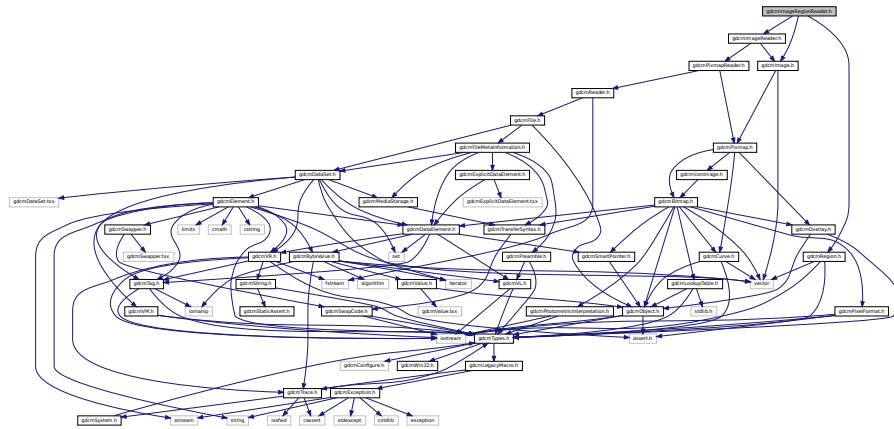 gdcmImageRegionReader.h
gdcmImageReader.h
gdcmPixmapReader.h
gdcmImage.h
gdcmReader.h
gdcmFile.h
gdcmFileMetaInformation.h
gdcmPixmap.h
gdcmDataSet.h
gdcmExplicitDataElement.h
gdcmIconImage.h
gdcmDataSet.txx
gdcmElement.h
gdcmMediaStorage.h
gdcmExplicitDataElement.txx
gdcmBitmap.h
gdcmSwapper.h
limits
cmath
cstring
gdcmDataElement.h
gdcmTransferSyntax.h
gdcmOverlay.h
gdcmSwapper.txx
gdcmVR.h
gdcmByteValue.h
set
gdcmPreamble.h
gdcmSmartPointer.h
gdcmCurve.h
gdcmRegion.h
gdcmTag.h
gdcmString.h
fstream
algorithm
gdcmValue.h
iterator
gdcmVL.h
gdcmLookupTable.h
vector
gdcmVM.h
iomanip
gdcmStaticAssert.h
gdcmSwapCode.h
gdcmValue.txx
gdcmPhotometricInterpretation.h
gdcmObject.h
stdlib.h
gdcmPixelFormat.h
iostream
gdcmTypes.h
assert.h
gdcmConfigure.h
gdcmWin32.h
gdcmLegacyMacro.h
gdcmTrace.h
gdcmException.h
gdcmSystem.h
sstream
string
iosfwd
cassert
stdexcept
cstdlib
exception